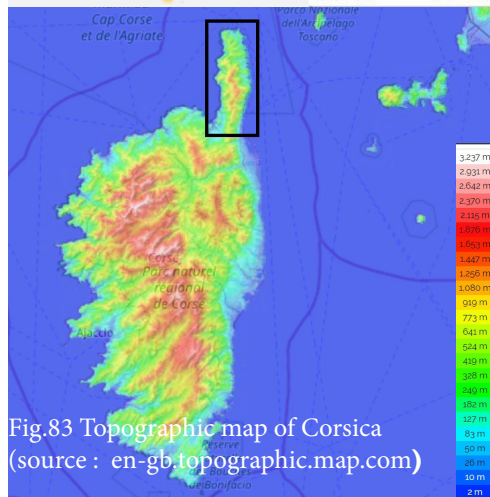 Cap Corse
et de l'Agriate
Parco Nazionale
dell'Arcipelago
Toscano
3.237 m
2.931 m
2.642 m
2.370 m
2.115 m
1.876 m
1.653 m
1.447 m
1.256 m
1.080 m
919 m
773 m
641 m
524 m
419 m
328 m
249 m
182 m
127 m
83 m
50 m
26 m
10 m
2 m
Corse
Parc naturel
régional
de Corse
Ajaccio
Fig.83 Topographic map of Corsica
(source : en-gb.topographic.map.com)
Réserve
de Bonifacio